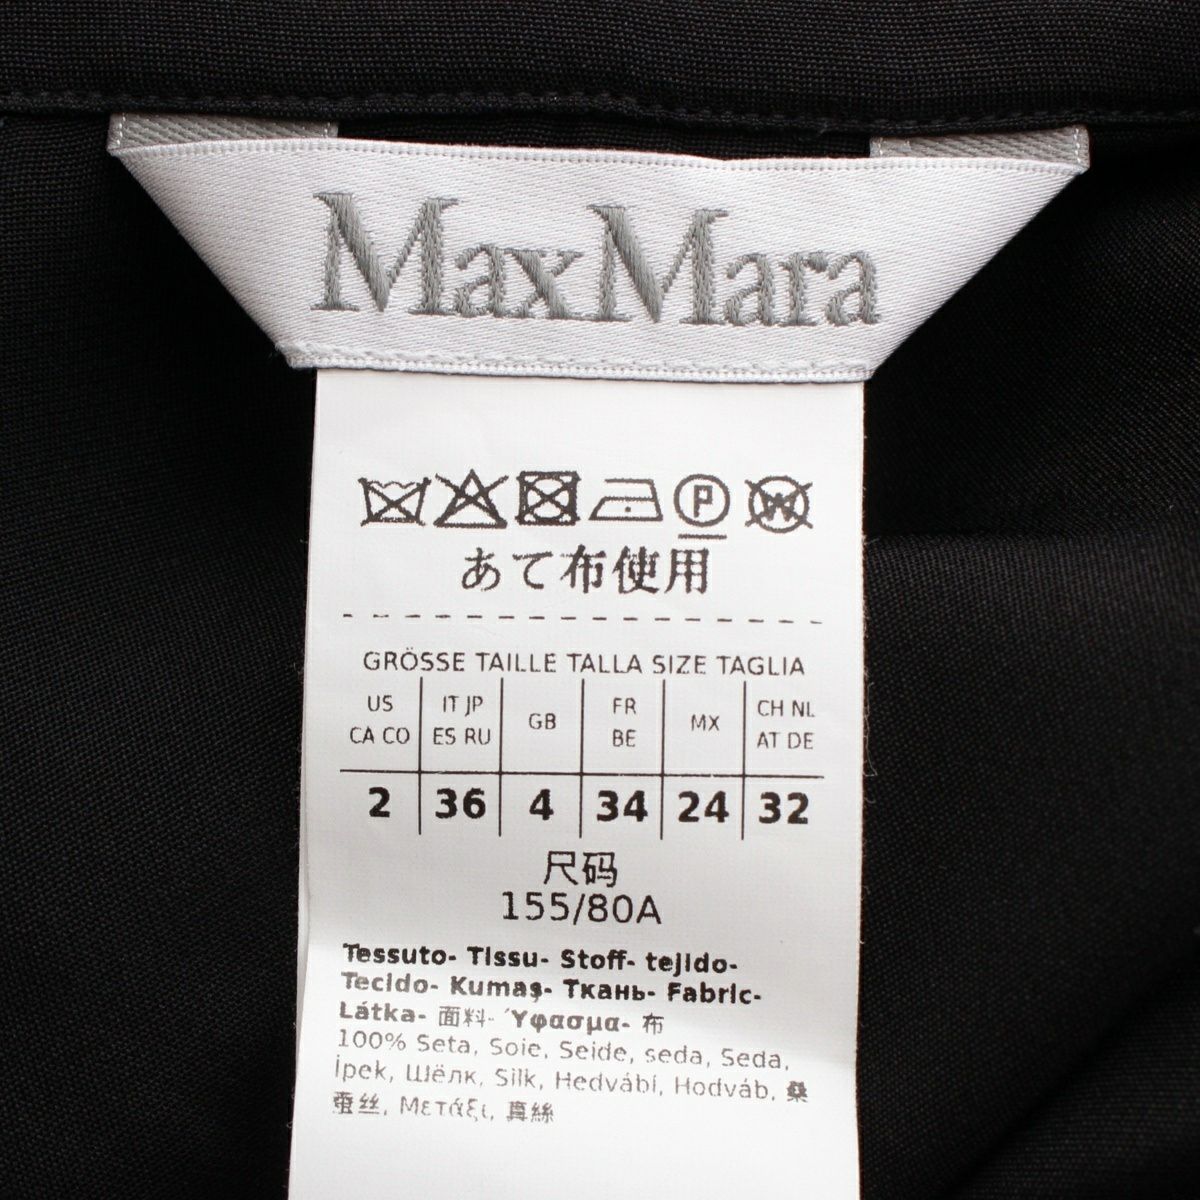 MaxMara
P W
あて布使用
GRÖSSE TAILLE TALLA SIZE TAGLIA
US IT JP GB FR MX CH NL
CA CO ES RU BE AT DE
2 36 4 34 24 32
尺码
155/80A
Tessuto- Tissu- Stoff- tejido-
Tecido- Kumaş- Ткань- Fabric-
Látka- 面料- Ύφασμα- 布
100% Seta, Soie, Seide, seda, Seda,
İpek, Шёлк, Silk, Hedvábí, Hodváb, 桑
蚕丝, Μετάξι, 真絲